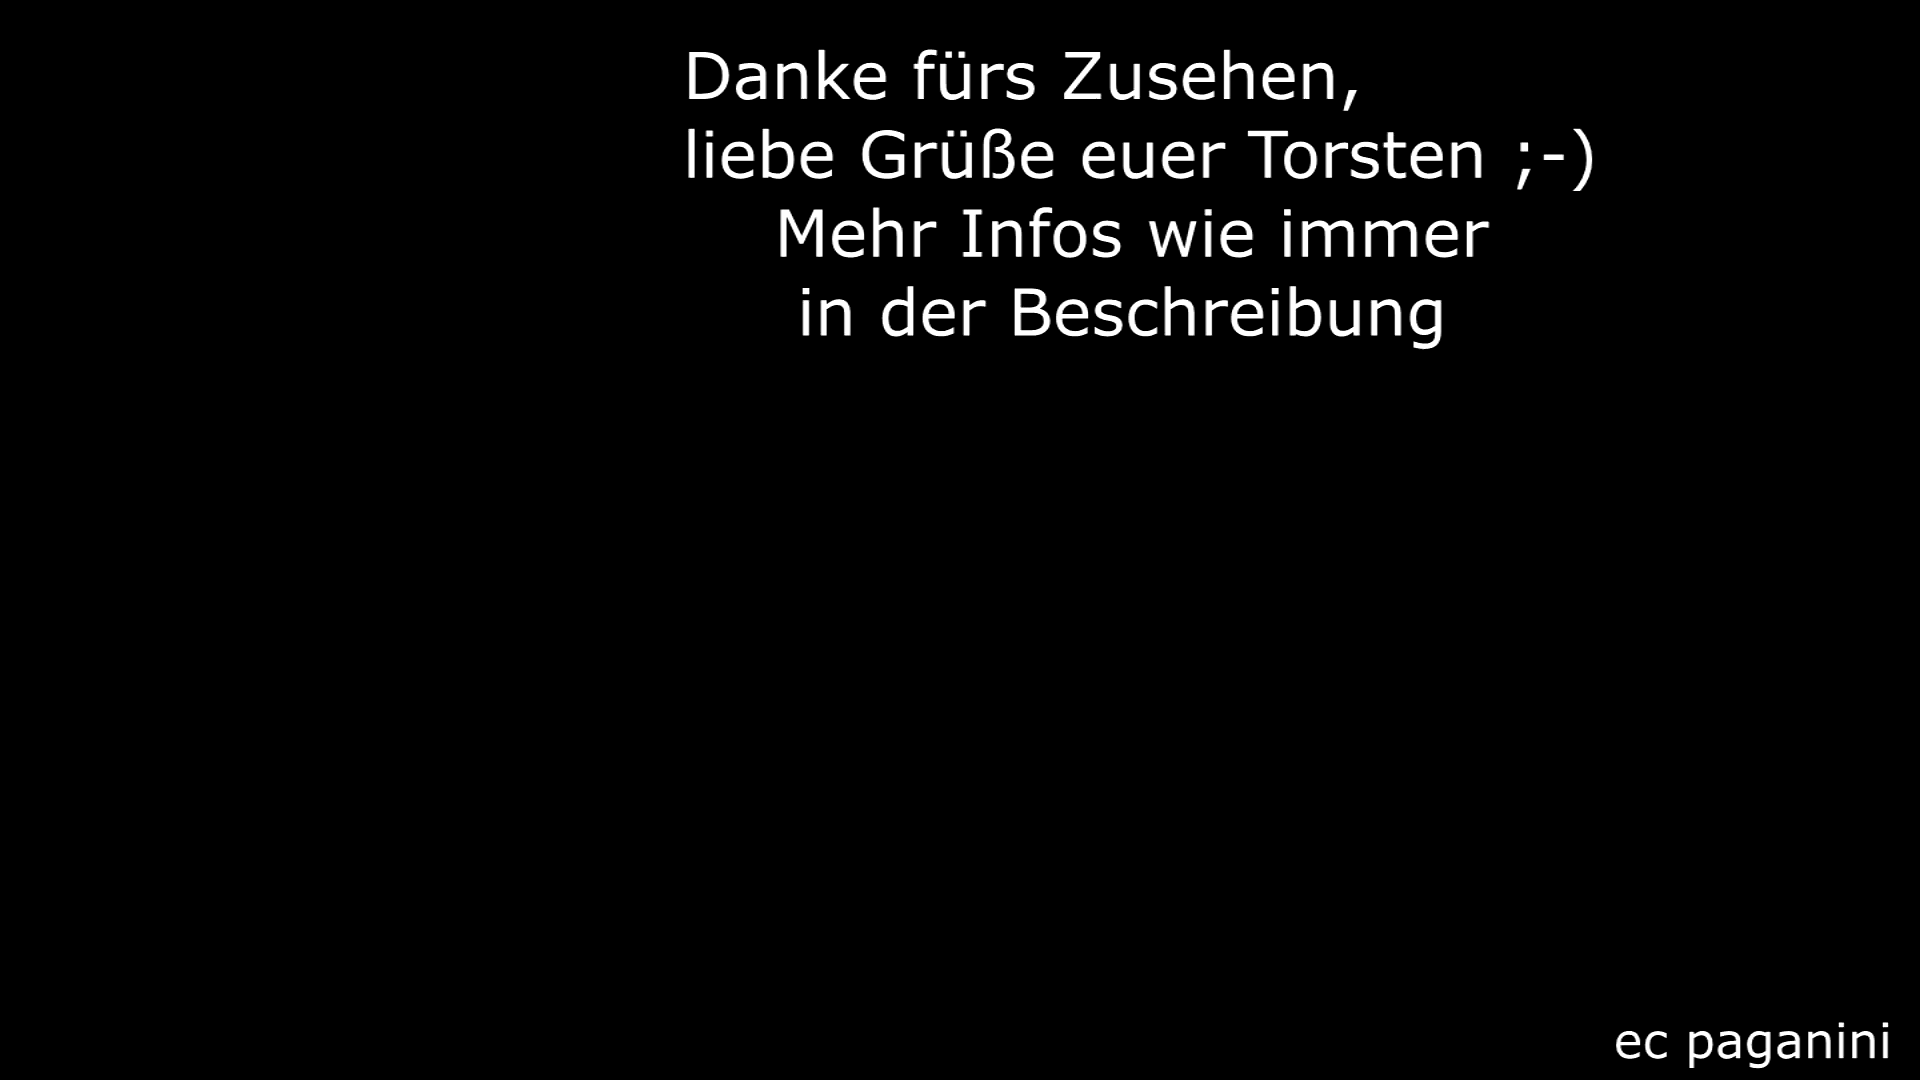 Danke fürs Zusehen,
liebe Grüße euer Torsten ;-)
Mehr Infos wie immer
in der Beschreibung
ec paganini